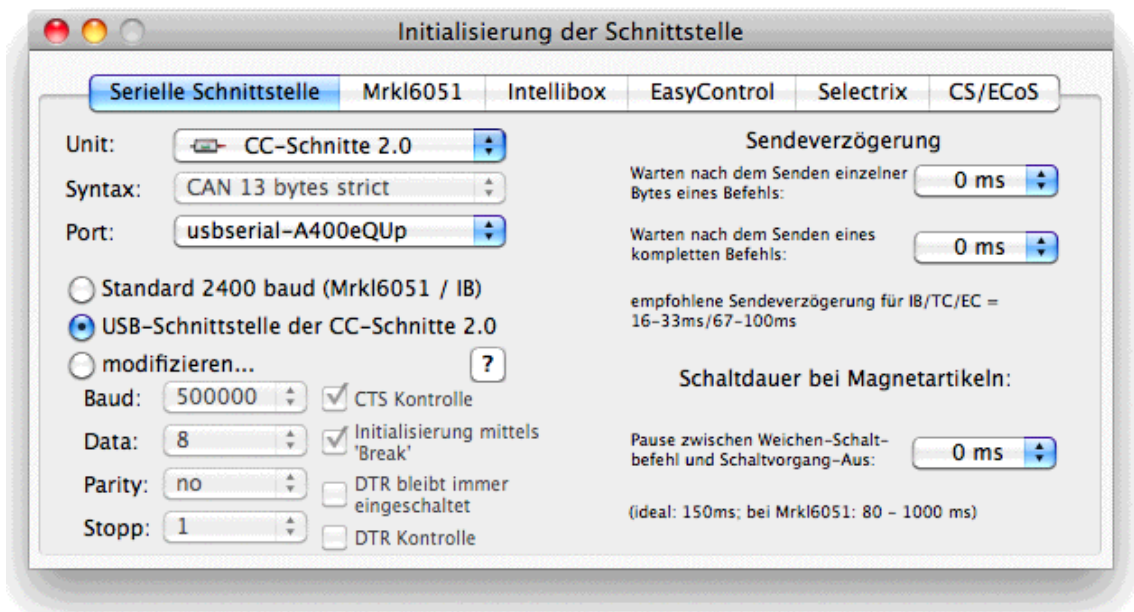 Initialisierung der Schnittstelle
Serielle Schnittstelle Mrkl6051 Intellibox EasyControl Selectrix CS/ECoS
Unit: CC-Schnitte 2.0
Syntax: CAN 13 bytes strict
Port: usbserial-A400eQUp
Standard 2400 baud (Mrkl6051 / IB)
USB-Schnittstelle der CC-Schnitte 2.0
modifizieren... ?
Baud: 500000 CTS Kontrolle
Data: 8 Initialisierung mittels
'Break'
Parity: no DTR bleibt immer
eingeschaltet
Stopp: 1 DTR Kontrolle
Sendeverzögerung
Warten nach dem Senden einzelner
Bytes eines Befehls: 0 ms
Warten nach dem Senden eines
kompletten Befehls: 0 ms
empfohlene Sendeverzögerung für IB/TC/EC =
16-33ms/67-100ms
Schaltdauer bei Magnetartikeln:
Pause zwischen Weichen-Schalt-
befehl und Schaltvorgang-Aus: 0 ms
(ideal: 150ms; bei Mrkl6051: 80 - 1000 ms)